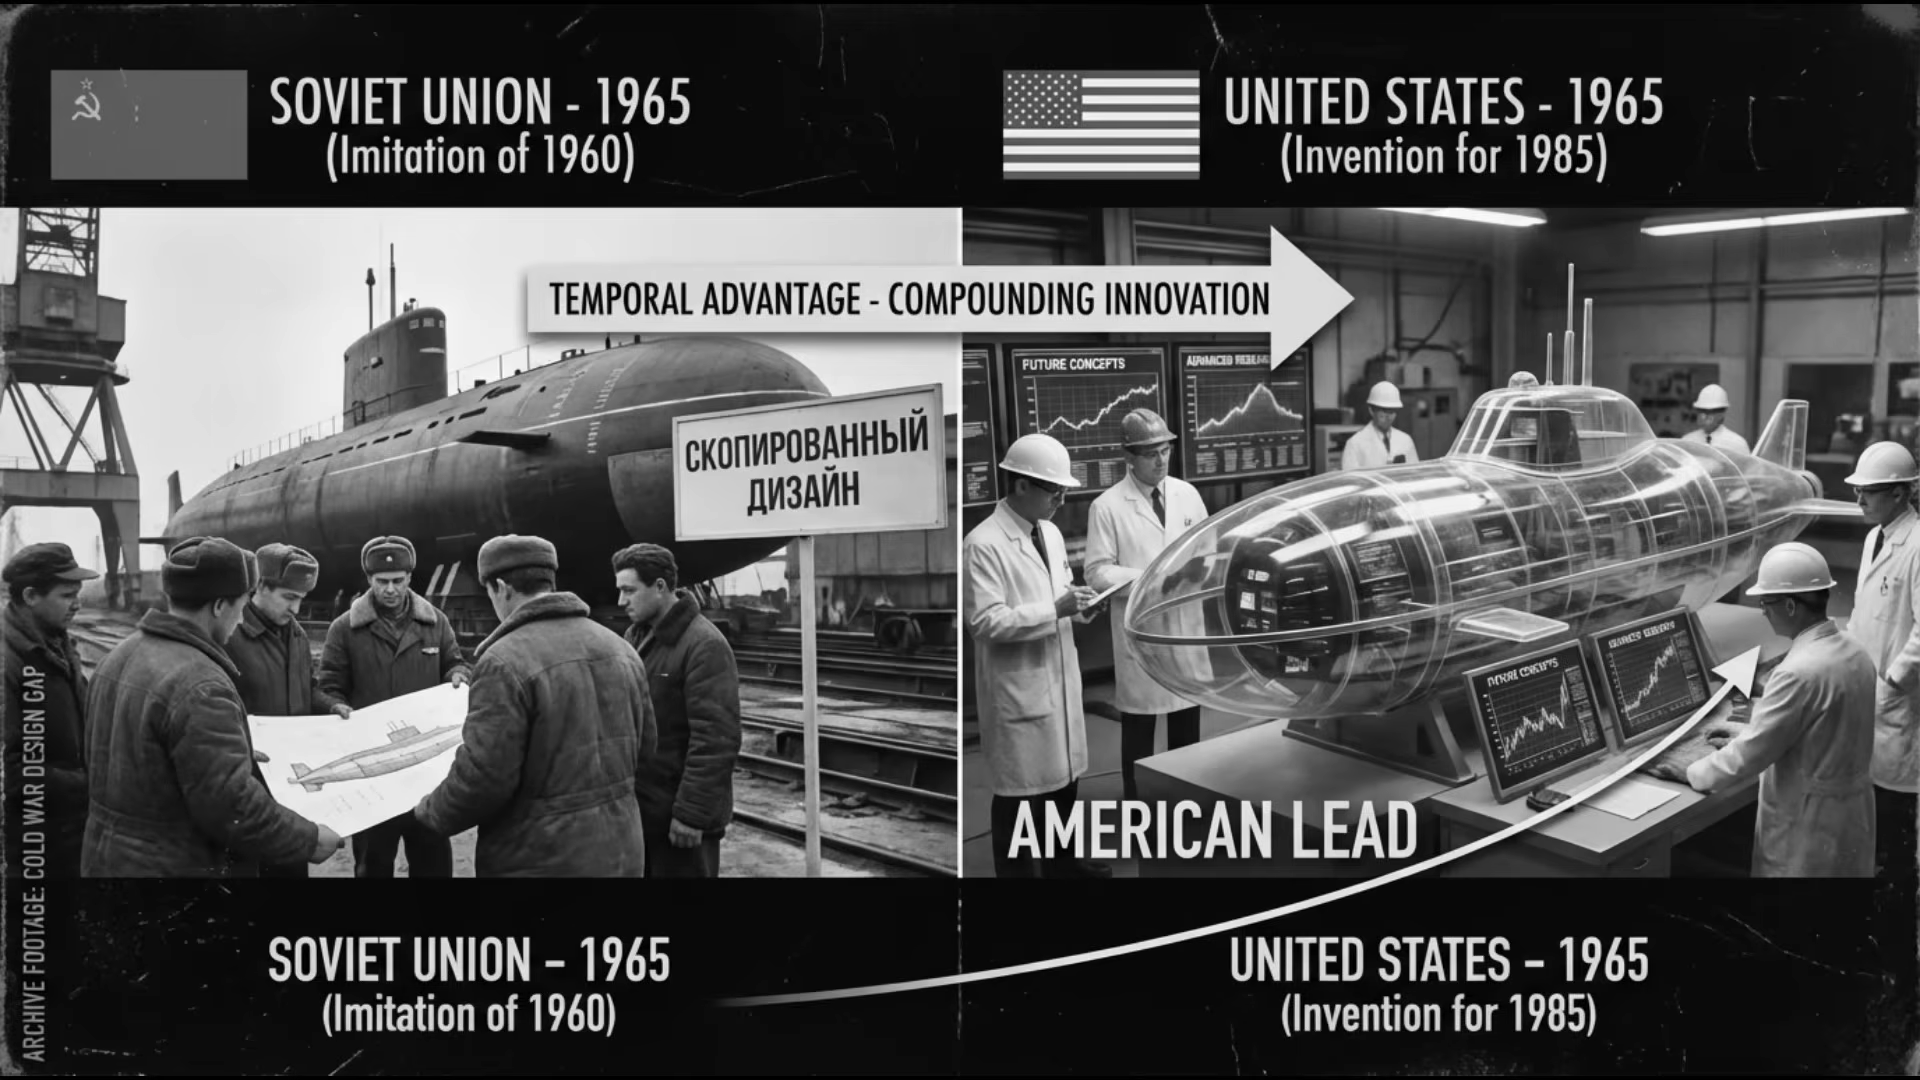 SOVIET UNION - 1965
(Imitation of 1960)
UNITED STATES - 1965
(Invention for 1985)
TEMPORAL ADVANTAGE - COMPOUNDING INNOVATION
СКОПИРОВАННЫЙ
ДИЗАЙН
FUTURE CONCEPTS
AMERICAN LEAD
SOVIET UNION – 1965
(Imitation of 1960)
UNITED STATES – 1965
(Invention for 1985)
ARCHIVE FOOTAGE: COLD WAR DESIGN GAP